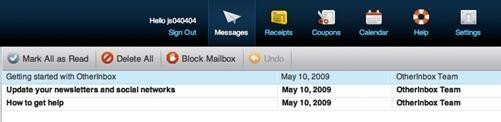 Hello js040404
Sign Out
Messages Receipts Coupons Calendar Help Settings
Mark All as Read Delete All Block Mailbox Undo
Getting started with OtherInbox May 10, 2009 OtherInbox Team
Update your newsletters and social networks May 10, 2009 OtherInbox Team
How to get help May 10, 2009 OtherInbox Team